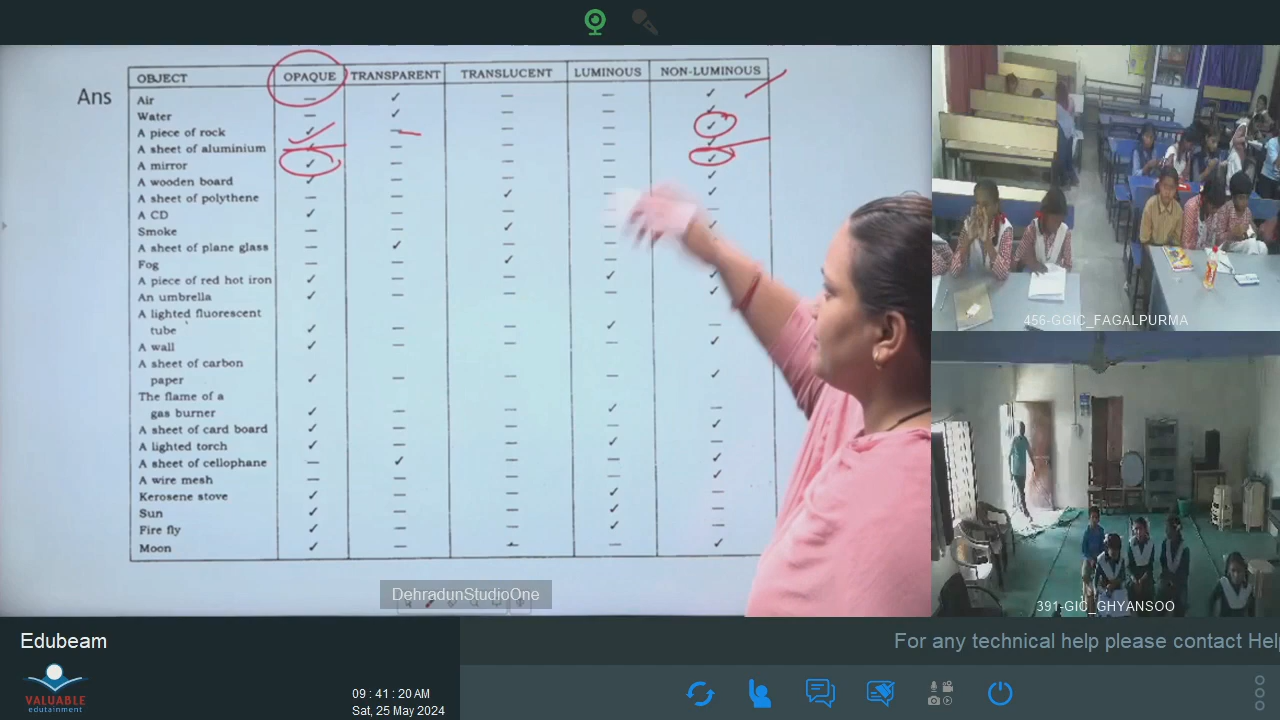 Ans
OBJECT OPAQUE TRANSPARENT TRANSLUCENT LUMINOUS NON-LUMINOUS
Air — ✓ — — ✓
Water — ✓ — — ✓
A piece of rock ✓ — — — ✓
A sheet of aluminium ✓ — — — ✓
A mirror ✓ — — — ✓
A wooden board ✓ — — — ✓
A sheet of polythene — — ✓ — ✓
A CD ✓ — — — —
Smoke — — ✓ — ✓
A sheet of plane glass — ✓ — —
Fog — — ✓ —
A piece of red hot iron ✓ — — ✓
An umbrella ✓ — — — ✓
A lighted fluorescent
tube ✓ — — ✓ —
A wall ✓ — — — ✓
A sheet of carbon
paper ✓ — — — ✓
The flame of a
gas burner ✓ — — ✓ —
A sheet of card board ✓ — — — ✓
A lighted torch ✓ — — ✓ —
A sheet of cellophane — ✓ — — ✓
A wire mesh — — — — ✓
Kerosene stove ✓ — — ✓ —
Sun ✓ — — ✓ —
Fire fly ✓ — — ✓ —
Moon ✓ — — — ✓
456-GGIC_FAGALPURMA
391-GIC_GHYANSOO
DehradunStudioOne
Edubeam
For any technical help please contact Hel
VALUABLE
edutainment
09 : 41 : 20 AM
Sat, 25 May 2024